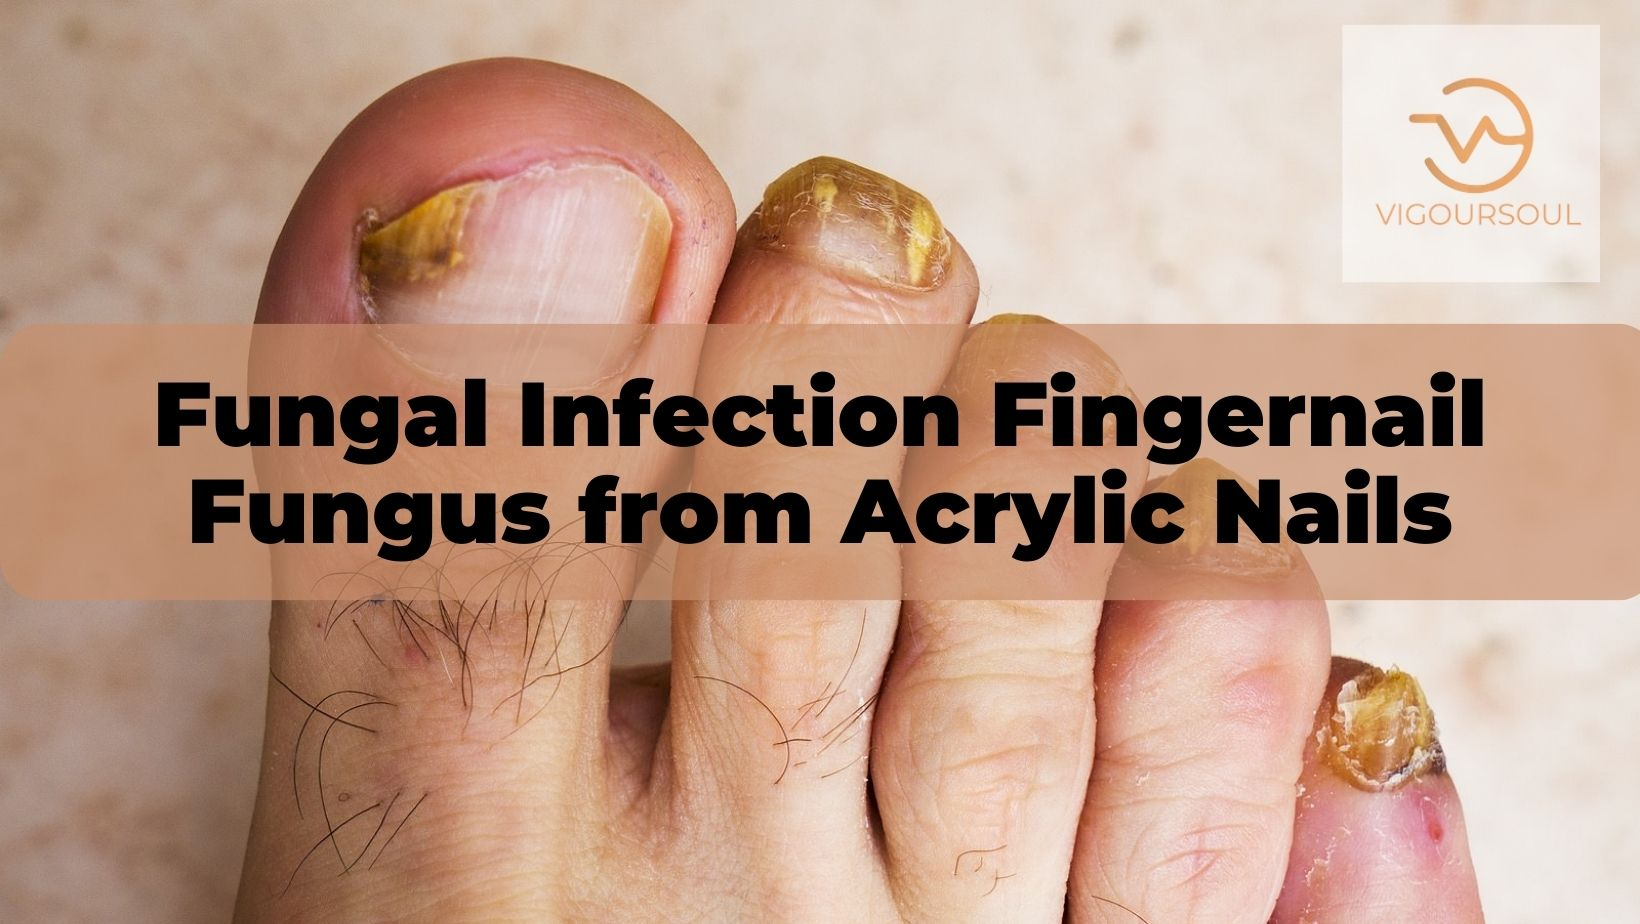 VIGOURSOUL
Fungal Infection Fingernail
Fungus from Acrylic Nails